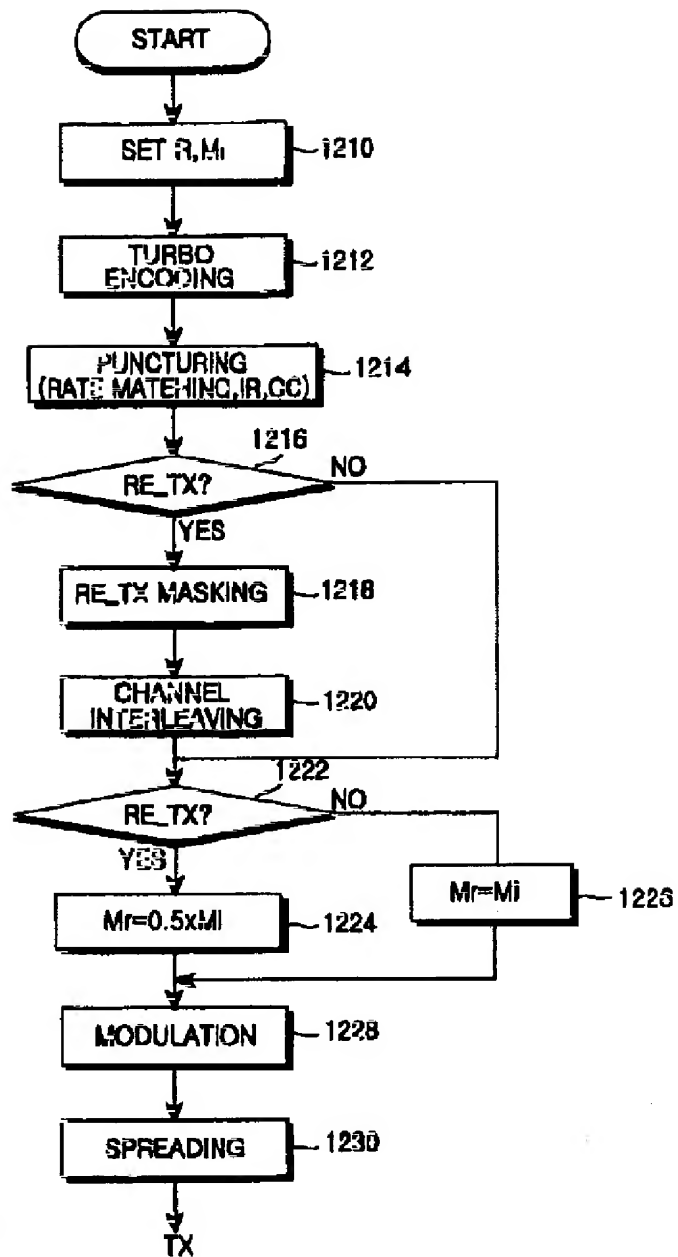 START
SET R,Mi
1210
TURBO
ENCODING
1212
PUNCTURING
(RATE MATEHING,IR,CC)
1214
1216
RE_TX?
NO
YES
RE_TX MASKING
1218
CHANNEL
INTERLEAVING
1220
1222
RE_TX?
NO
YES
Mr=0.5xMi
1224
Mr=Mi
1226
MODULATION
1228
SPREADING
1230
TX